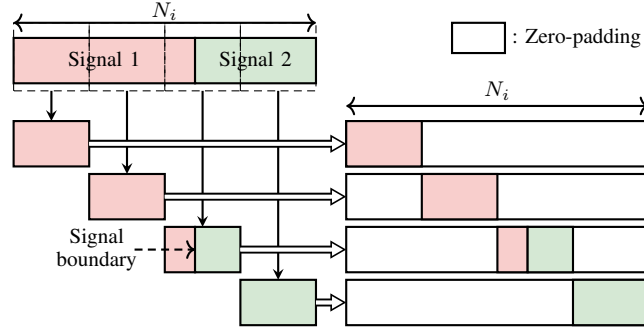 N_i
Signal 1
Signal 2
: Zero-padding
N_i
Signal
boundary